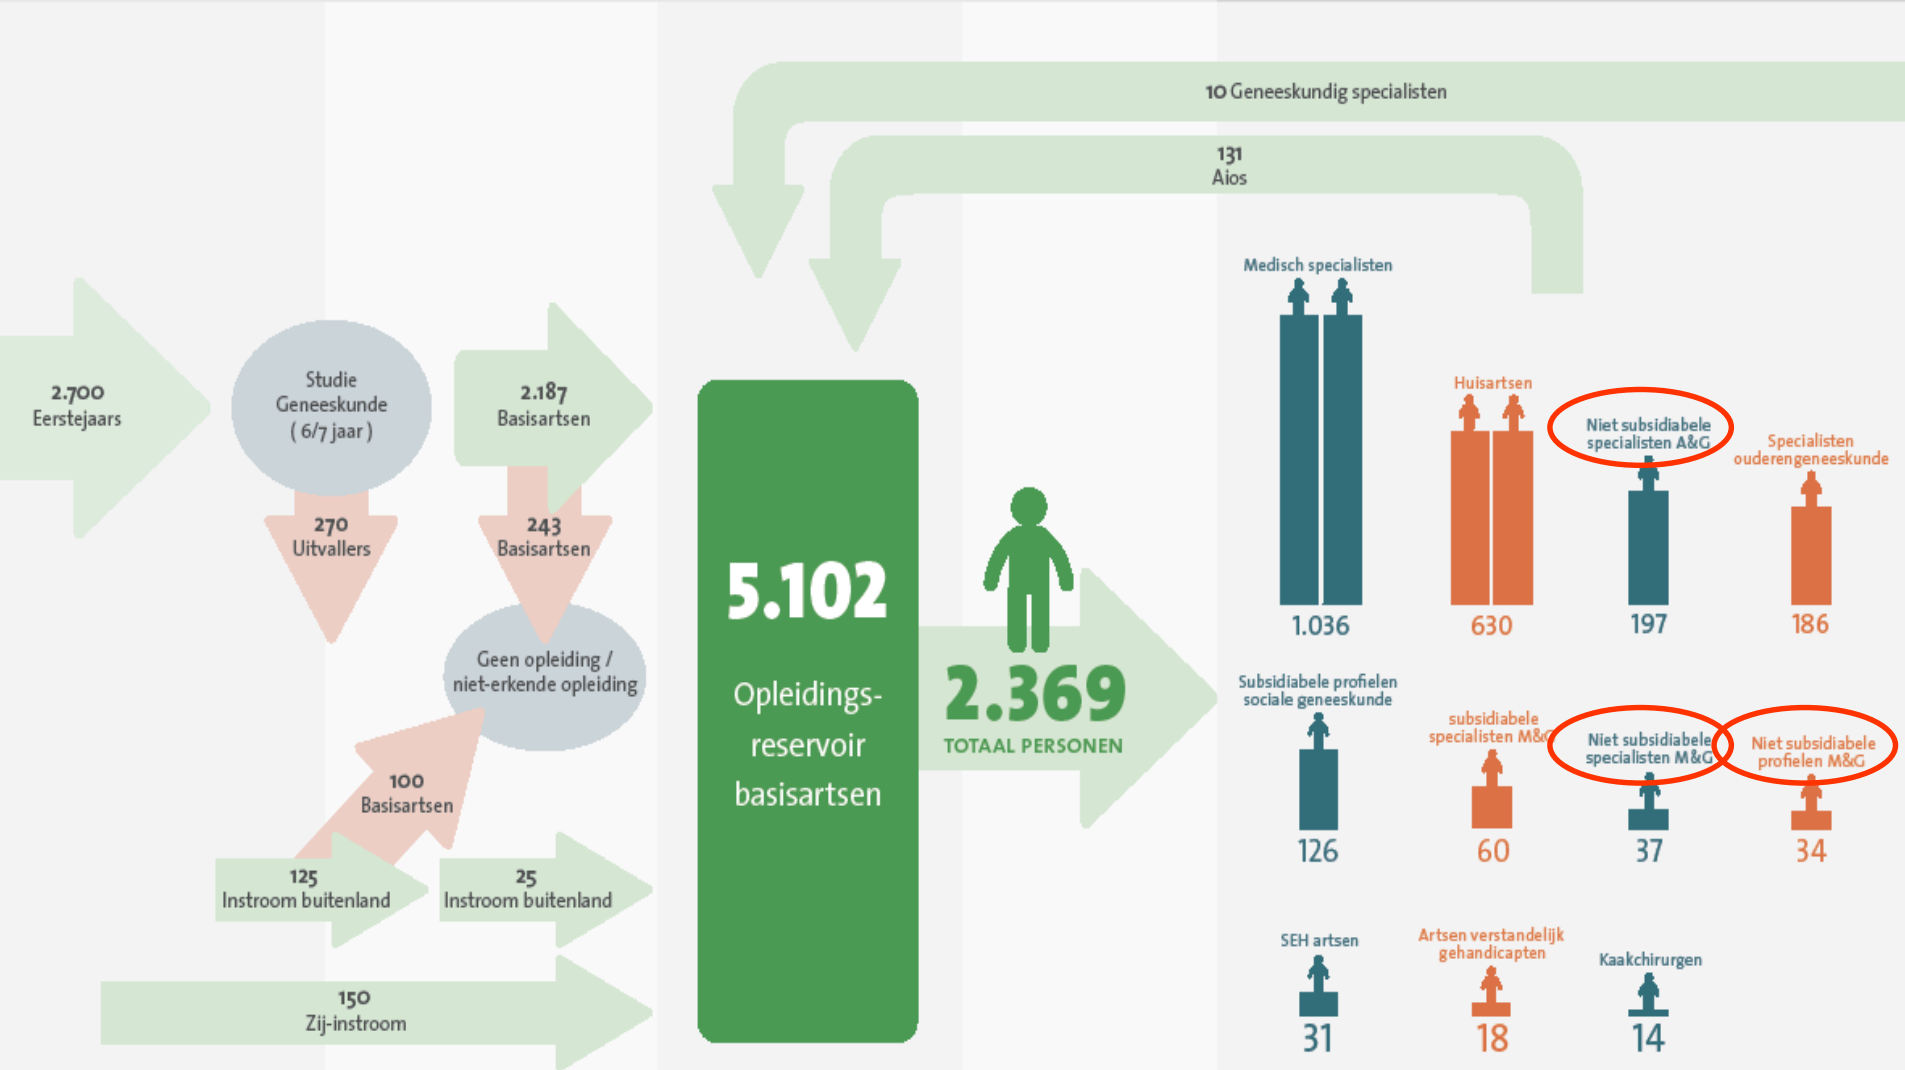 10 Geneeskundig specialisten
131
Aios
2.700
Eerstejaars
Studie
Geneeskunde
( 6/7 jaar )
2.187
Basisartsen
270
Uitvallers
243
Basisartsen
Geen opleiding /
niet-erkende opleiding
100
Basisartsen
125
Instroom buitenland
25
Instroom buitenland
150
Zij-instroom
5.102
Opleidings-
reservoir
basisartsen
2.369
TOTAAL PERSONEN
Medisch specialisten
1.036
Huisartsen
630
Niet subsidiabele
specialisten A&G
197
Specialisten
ouderengeneeskunde
186
Subsidiabele profielen
sociale geneeskunde
126
subsidiabele
specialisten M&G
60
Niet subsidiabele
specialisten M&G
37
Niet subsidiabele
profielen M&G
34
SEH artsen
31
Artsen verstandelijk
gehandicapten
18
Kaakchirurgen
14